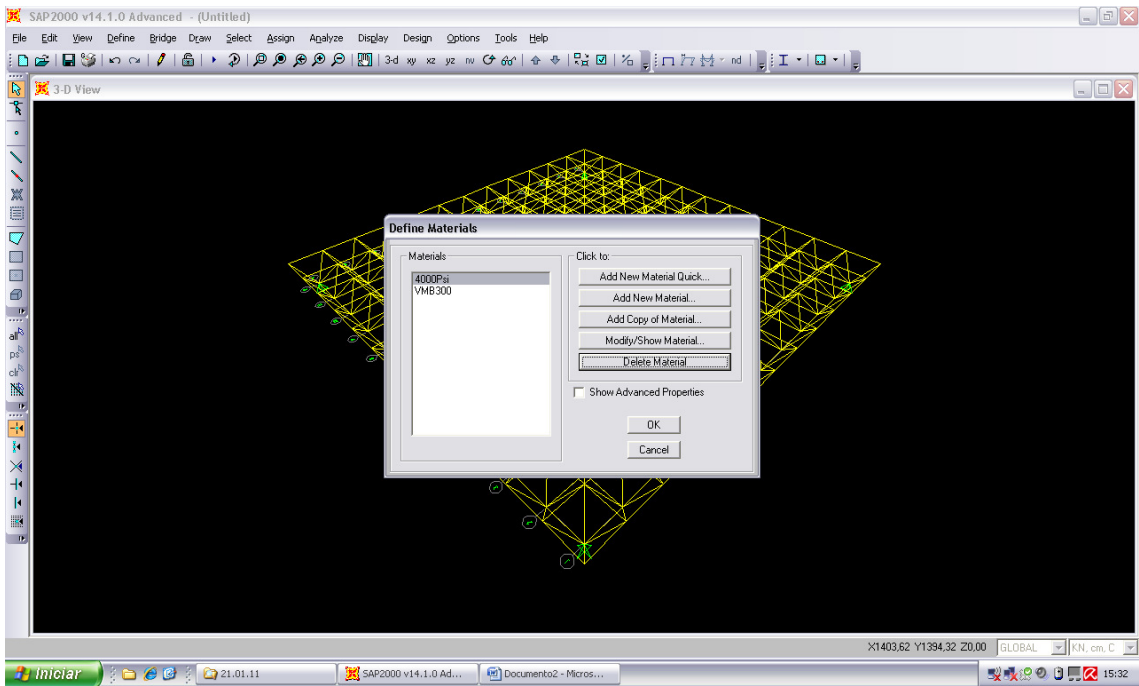 SAP2000 v14.1.0 Advanced - (Untitled)
File Edit View Define Bridge Draw Select Assign Analyze Display Design Options Tools Help
3-d xy xz yz nv nd
3-D View
Define Materials
Materials
4000Psi
VMB300
Click to:
Add New Material Quick...
Add New Material...
Add Copy of Material...
Modify/Show Material...
Delete Material
Show Advanced Properties
OK
Cancel
all
ps
clr
X1403,62 Y1394,32 Z0,00 GLOBAL KN, cm, C
Iniciar 21.01.11 SAP2000 v14.1.0 Ad... Documento2 - Micros... 15:32